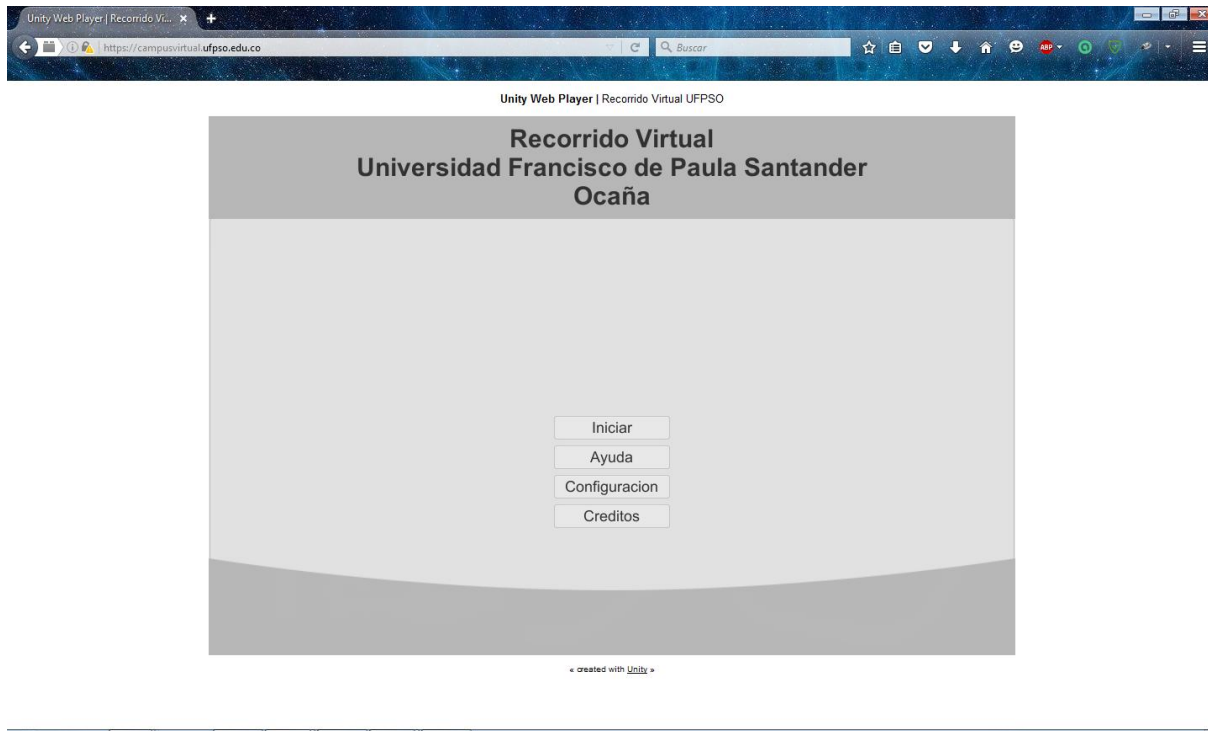 Unity Web Player | Recorrido Vi...
https://campusvirtual.ufpso.edu.co
Buscar
ABP
Unity Web Player | Recorrido Virtual UFPSO
Recorrido Virtual
Universidad Francisco de Paula Santander
Ocaña
Iniciar
Ayuda
Configuracion
Creditos
« created with Unity »